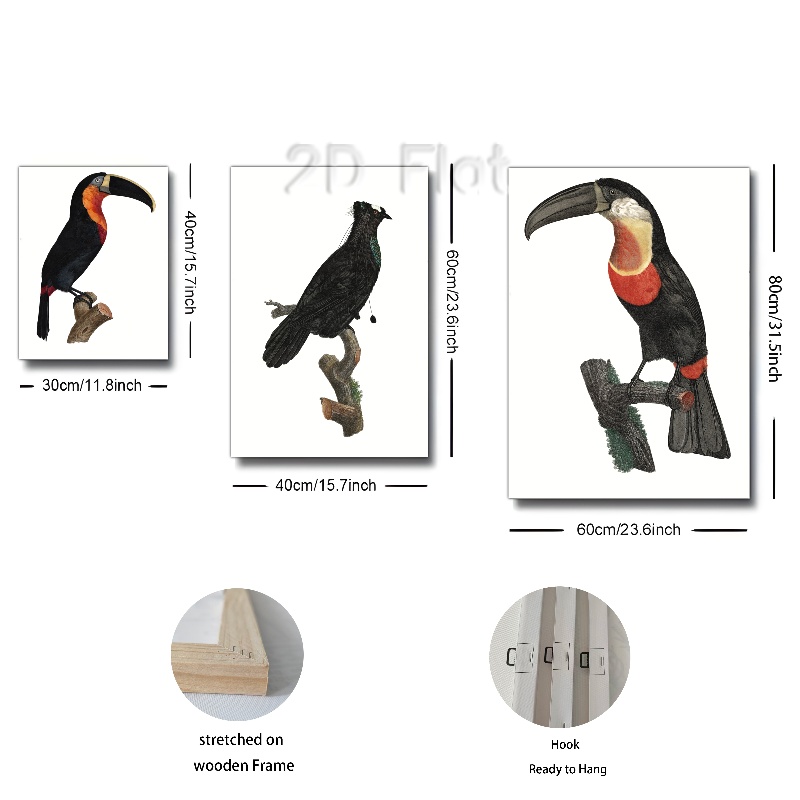 2D Flat
40cm/15.7inch
30cm/11.8inch
60cm/23.6inch
40cm/15.7inch
80cm/31.5inch
60cm/23.6inch
stretched on
wooden Frame
Hook
Ready to Hang